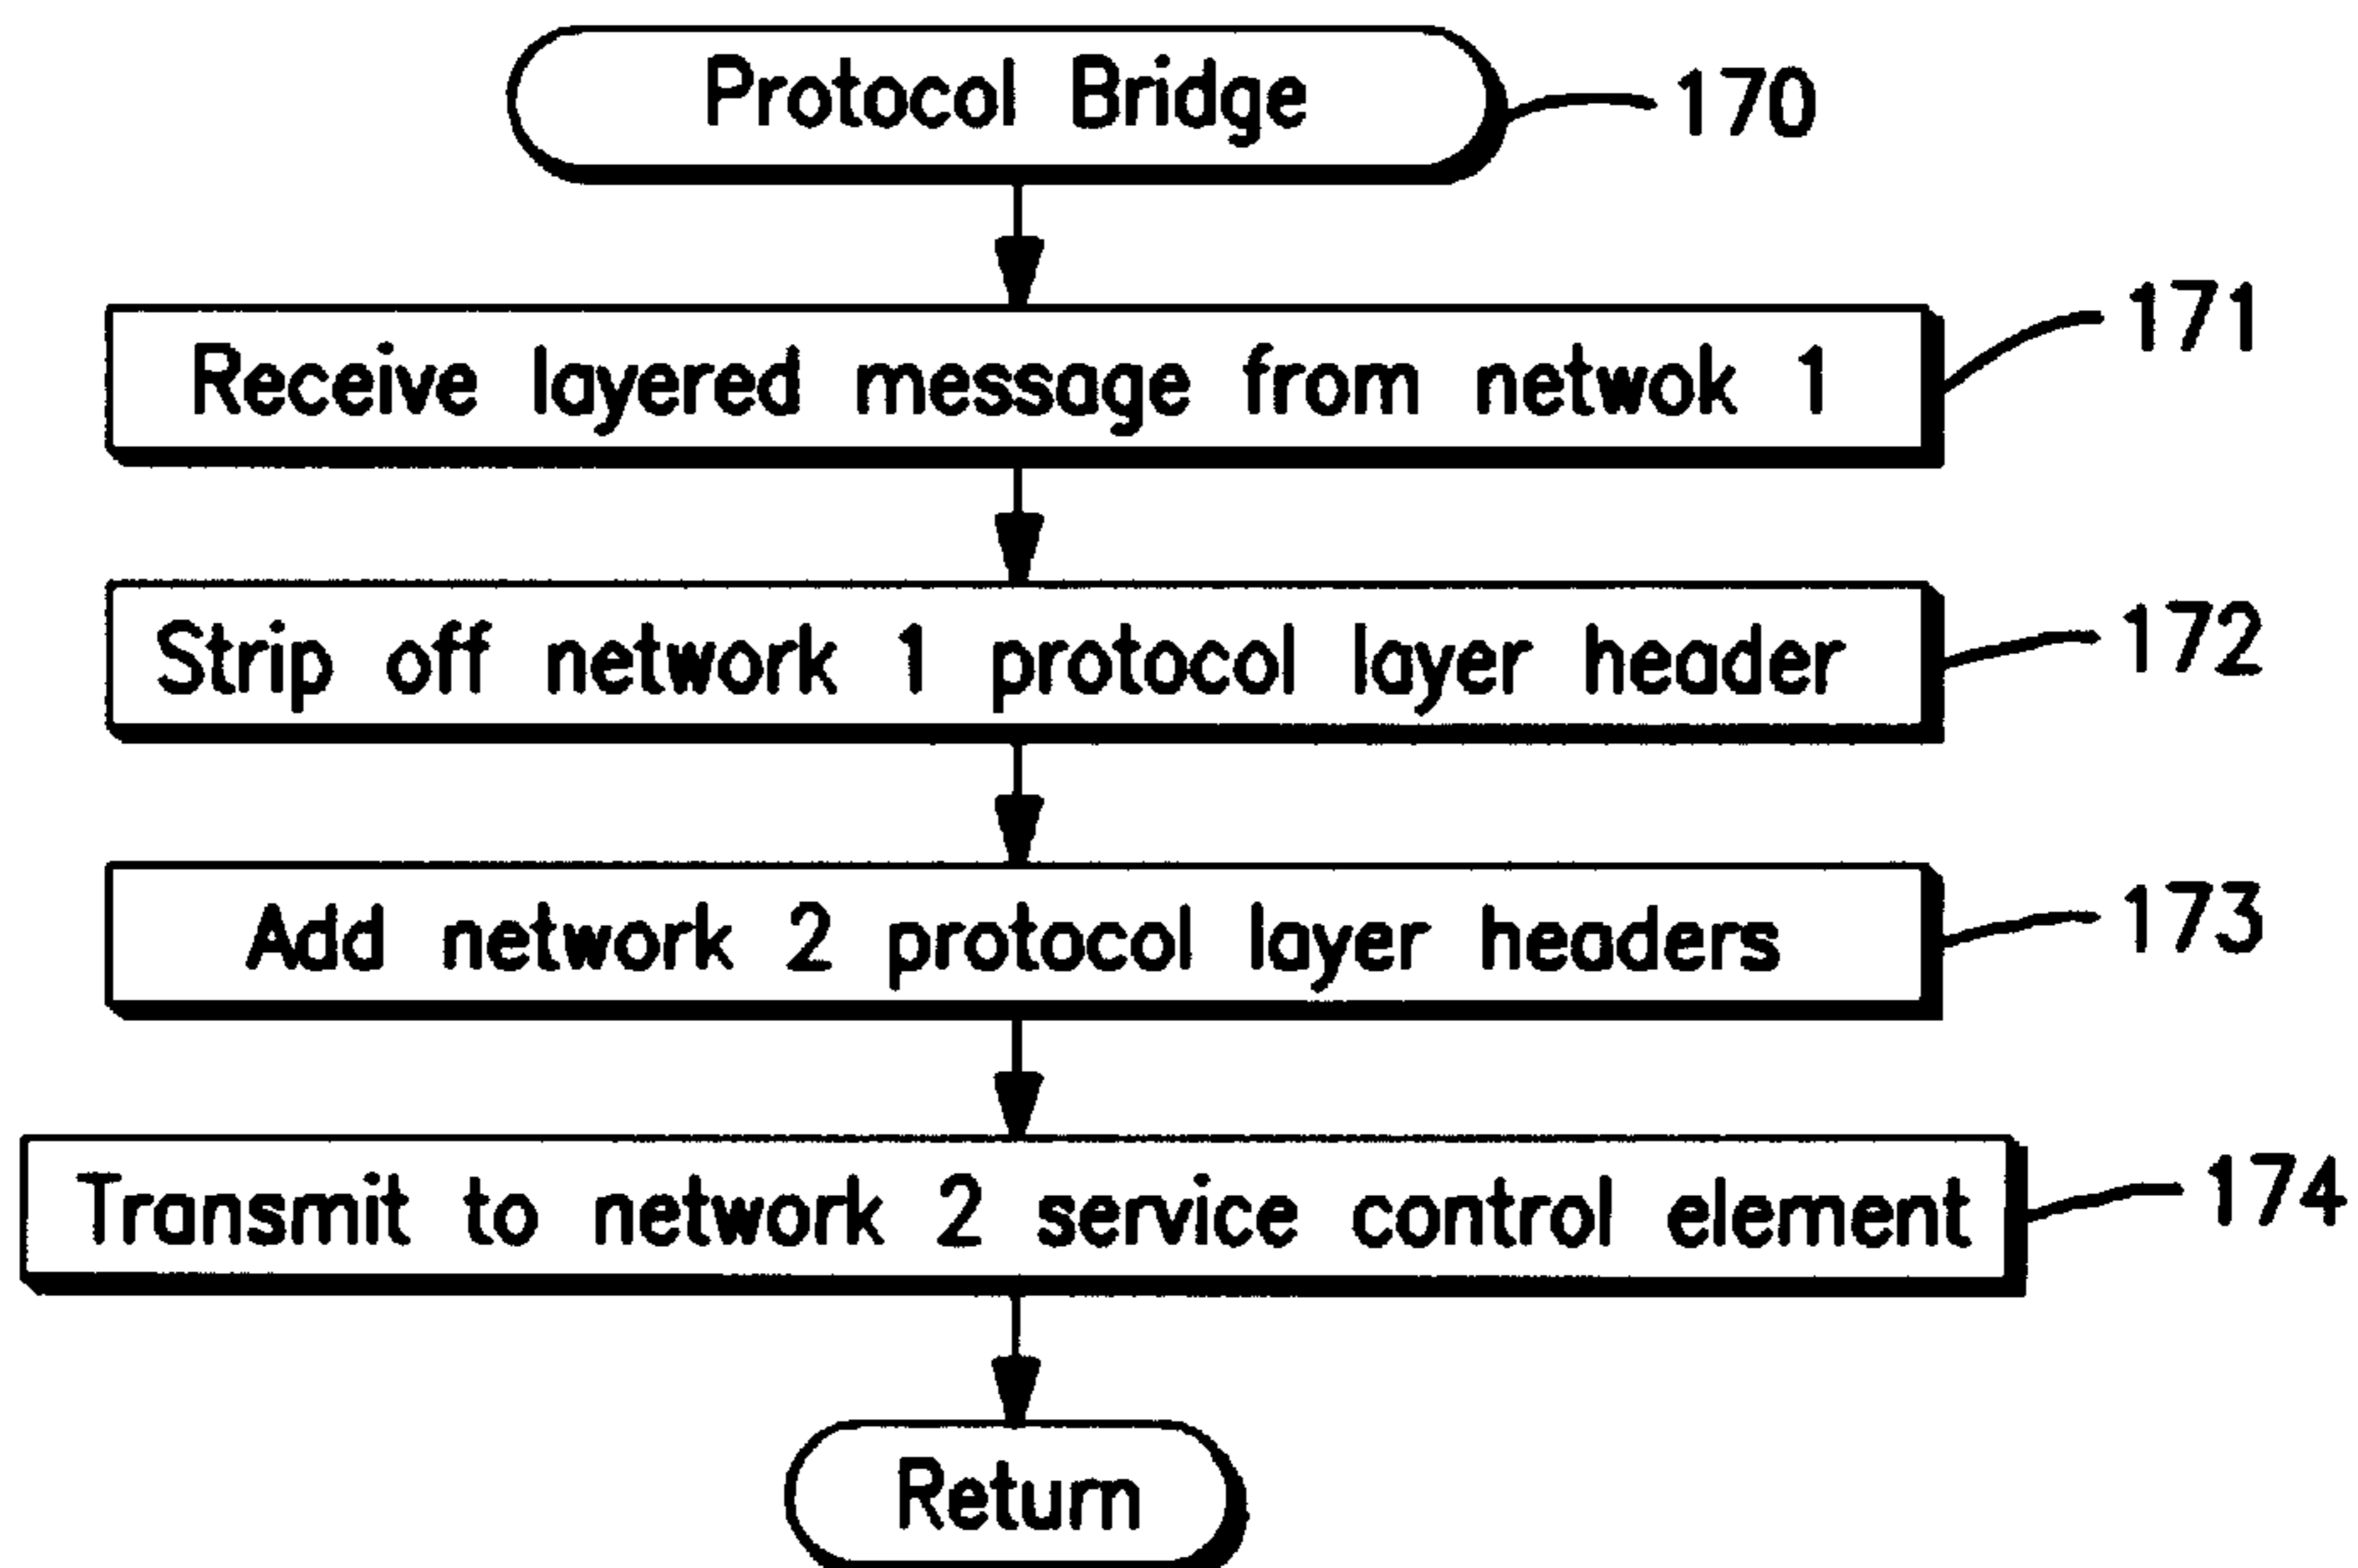 Protocol Bridge
170
Receive layered message from netwok 1
171
Strip off network 1 protocol layer header
172
Add network 2 protocol layer headers
173
Transmit to network 2 service control element
174
Return